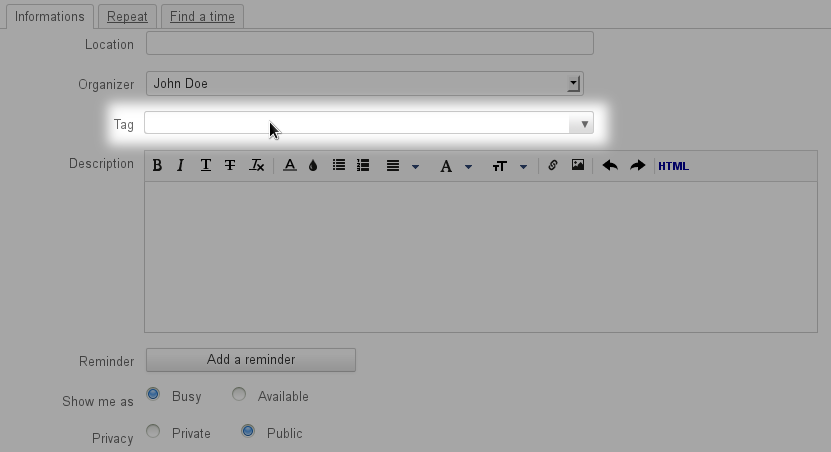 Informations Repeat Find a time
Location
Organizer John Doe
Tag
Description B I T T Tx A A TT HTML
Reminder Add a reminder
Show me as Busy Available
Privacy Private Public